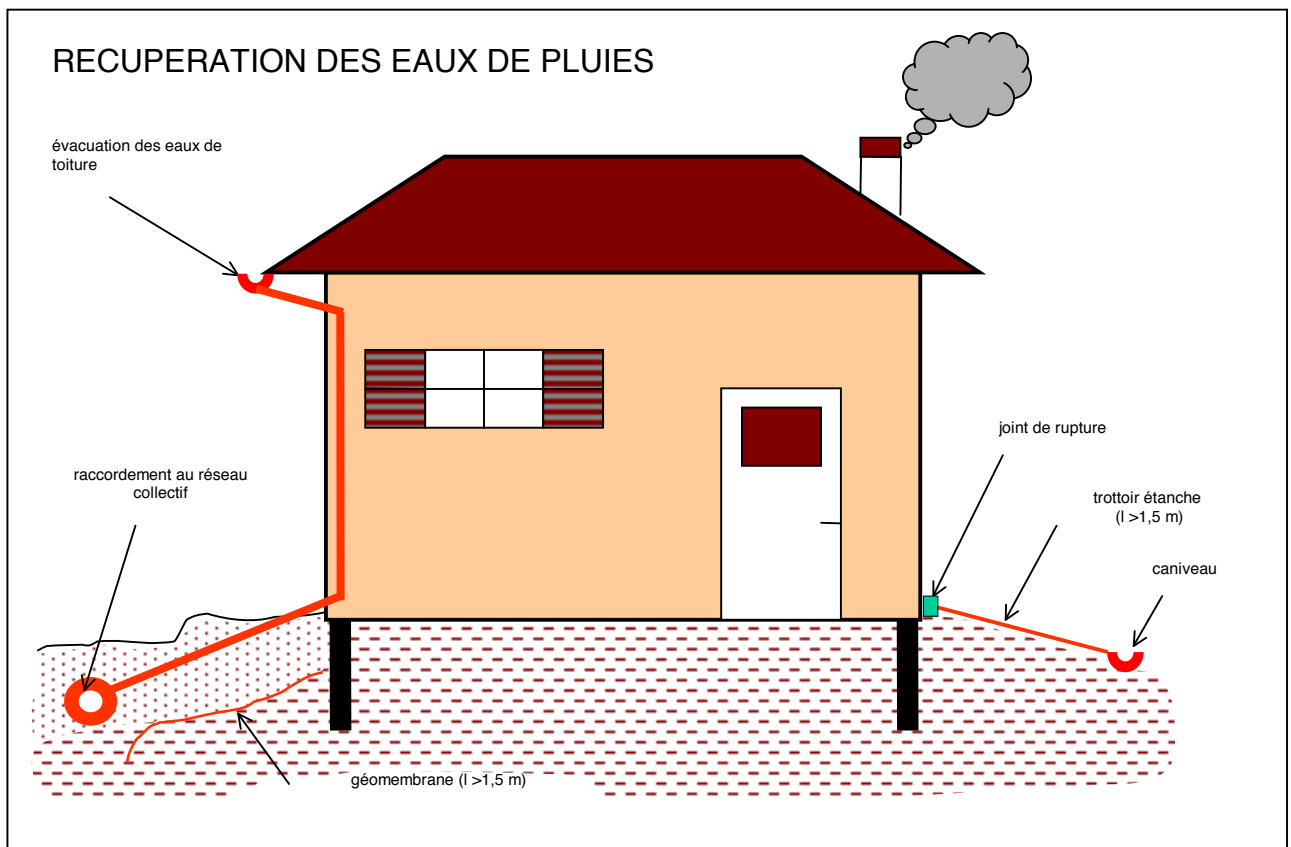 RECUPERATION DES EAUX DE PLUIES
évacuation des eaux de
toiture
joint de rupture
raccordement au réseau
collectif
trottoir étanche
(l >1,5 m)
caniveau
géomembrane (l >1,5 m)